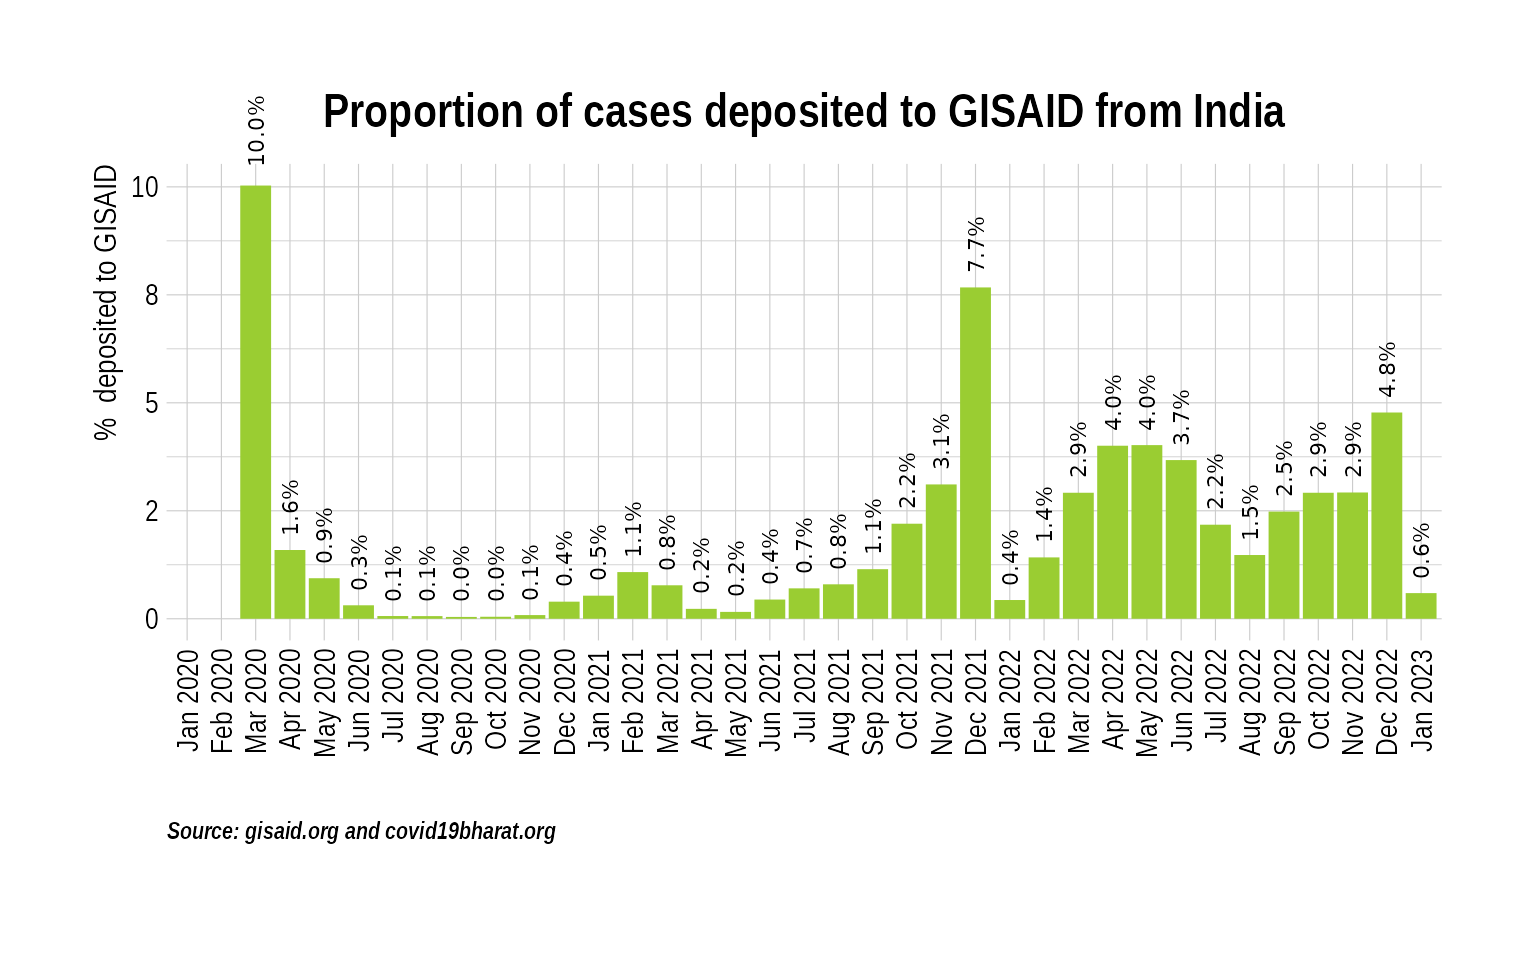 Proportion of cases deposited to GISAID from India
% deposited to GISAID
10
8
5
2
0
10.0%
1.6%
0.9%
0.3%
0.1%
0.1%
0.0%
0.0%
0.1%
0.4%
0.5%
1.1%
0.8%
0.2%
0.2%
0.4%
0.7%
0.8%
1.1%
2.2%
3.1%
7.7%
0.4%
1.4%
2.9%
4.0%
4.0%
3.7%
2.2%
1.5%
2.5%
2.9%
2.9%
4.8%
0.6%
Jan 2020
Feb 2020
Mar 2020
Apr 2020
May 2020
Jun 2020
Jul 2020
Aug 2020
Sep 2020
Oct 2020
Nov 2020
Dec 2020
Jan 2021
Feb 2021
Mar 2021
Apr 2021
May 2021
Jun 2021
Jul 2021
Aug 2021
Sep 2021
Oct 2021
Nov 2021
Dec 2021
Jan 2022
Feb 2022
Mar 2022
Apr 2022
May 2022
Jun 2022
Jul 2022
Aug 2022
Sep 2022
Oct 2022
Nov 2022
Dec 2022
Jan 2023
Source: gisaid.org and covid19bharat.org